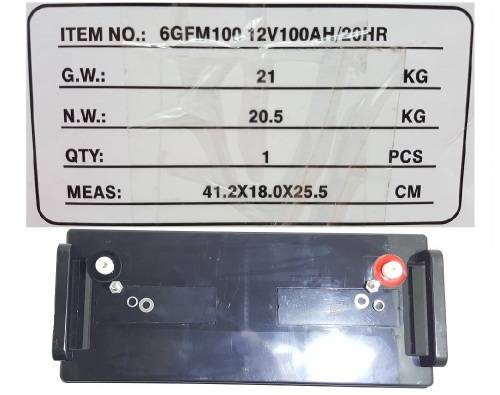 ITEM NO.: 6GFM100 12V100AH/20HR
G.W.: 21 KG
N.W.: 20.5 KG
QTY: 1 PCS
MEAS: 41.2X18.0X25.5 CM